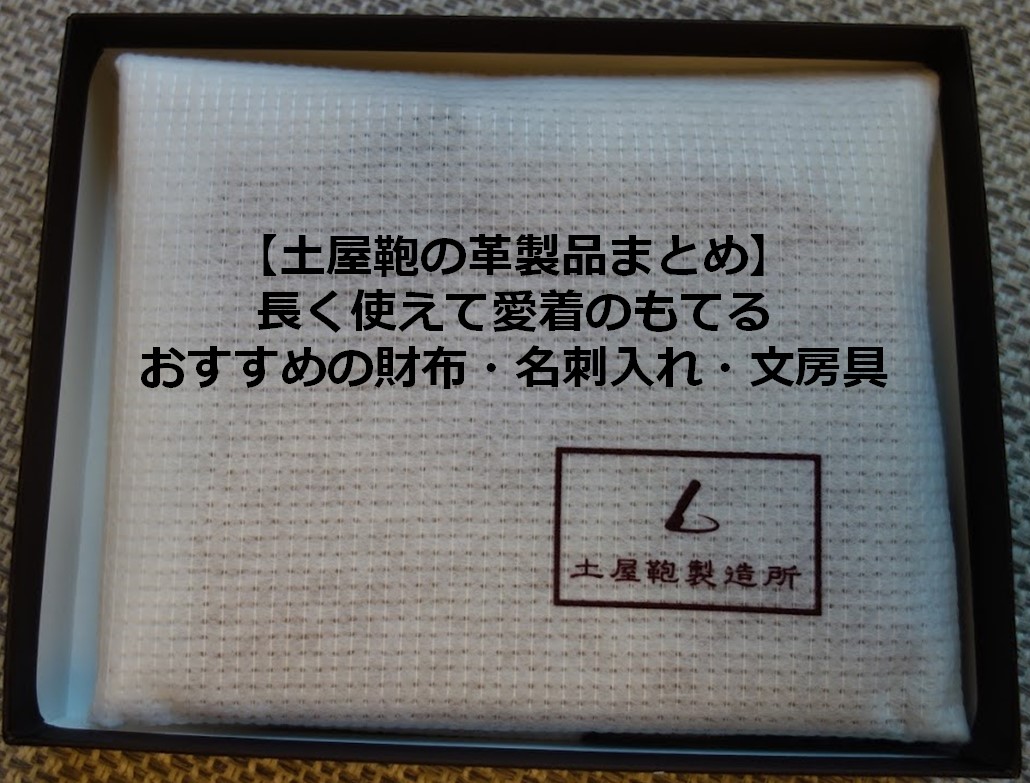 【土屋鞄の革製品まとめ】
長く使えて愛着のもてる
おすすめの財布・名刺入れ・文房具
土屋鞄製造所